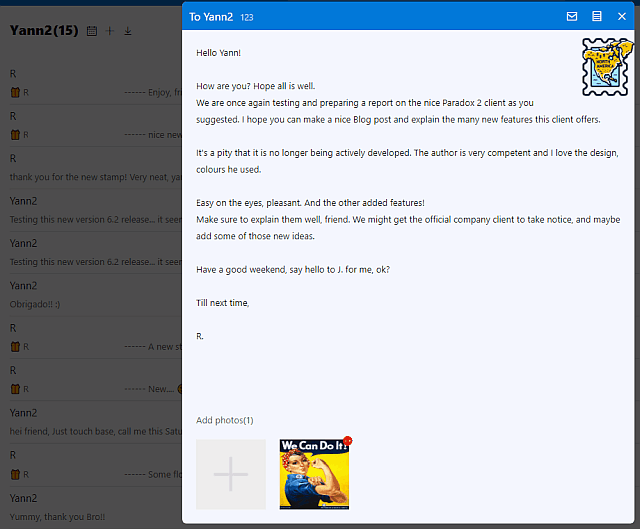 To Yann2 123
Yann2(15)
Hello Yann!
NORTH
AMERICA
How are you? Hope all is well.
We are once again testing and preparing a report on the nice Paradox 2 client as you
suggested. I hope you can make a nice Blog post and explain the many new features this client offers.
It's a pity that it is no longer being actively developed. The author is very competent and I love the design,
colours he used.
Easy on the eyes, pleasant. And the other added features!
Make sure to explain them well, friend. We might get the official company client to take notice, and maybe
add some of those new ideas.
Have a good weekend, say hello to J. for me, ok?
Till next time,
R.
Add photos(1)
We Can Do It!
R
R ------ Enjoy, fr
R
R ------ nice new
R
thank you for the new stamp! Very neat, ya
Yann2
Testing this new version 6.2 release... it seem
Yann2
Testing this new version 6.2 release... it seem
Yann2
Obrigado!! :)
R
R ------ A new st
R
R ------ New....
Yann2
hei friend, Just touch base, call me this Satu
R
R ------ Some flo
Yann2
Yummy, thank you Bro!!